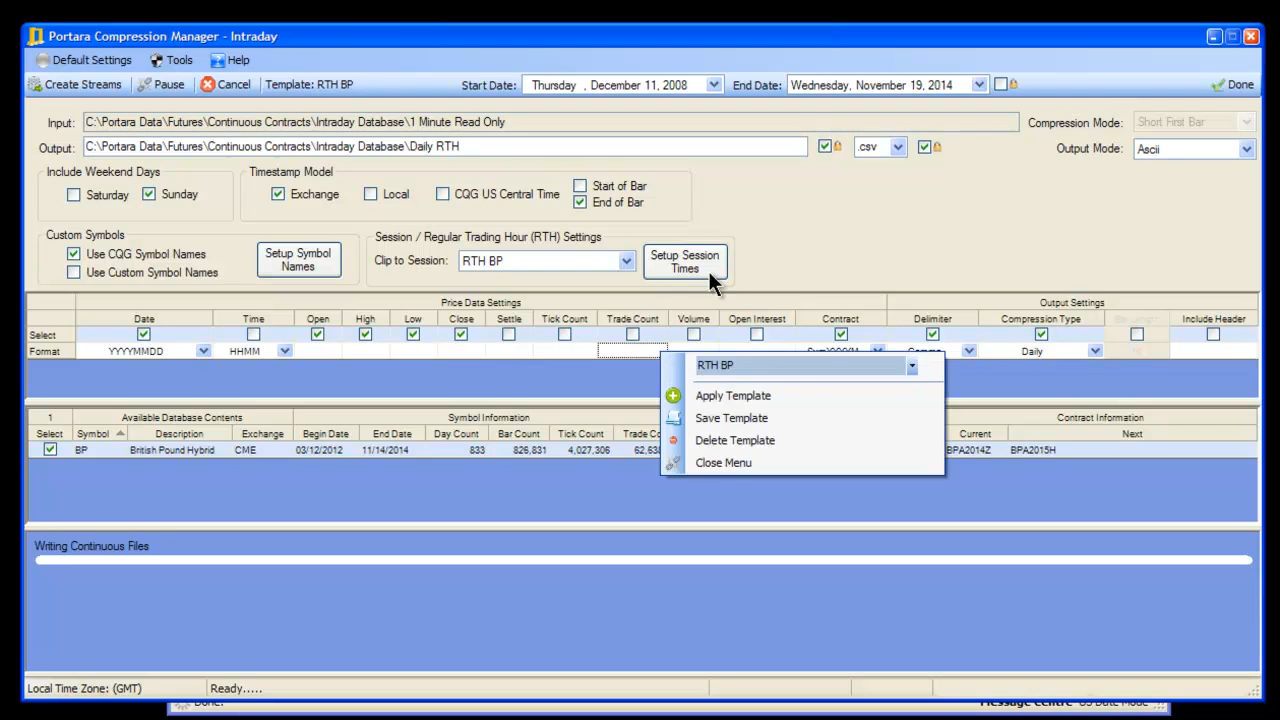 Portara Compression Manager - Intraday
Default Settings Tools Help
Create Streams Pause Cancel Template: RTH BP Start Date: Thursday , December 11, 2008 End Date: Wednesday, November 19, 2014 Done
Input: C:\Portara Data\Futures\Continuous Contracts\Intraday Database\1 Minute Read Only Compression Mode: Short First Bar
Output: C:\Portara Data\Futures\Continuous Contracts\Intraday Database\Daily RTH .csv Output Mode: Ascii
Include Weekend Days Timestamp Model
Saturday Sunday Exchange Local CQG US Central Time Start of Bar
End of Bar
Custom Symbols Session / Regular Trading Hour (RTH) Settings
Use CQG Symbol Names Setup Symbol Names Clip to Session: RTH BP Setup Session Times
Use Custom Symbol Names
Price Data Settings Output Settings
Date Time Open High Low Close Settle Tick Count Trade Count Volume Open Interest Contract Delimiter Compression Type Include Header
Select
Format YYYYMMDD HHMM Daily
RTH BP
Apply Template
Save Template
Delete Template
Close Menu
1 Available Database Contents Symbol Information Contract Information
Select Symbol Description Exchange Begin Date End Date Day Count Bar Count Tick Count Trade Co Current Next
BP British Pound Hybrid CME 03/12/2012 11/14/2014 833 826,831 4,027,306 62,63 BPA2014Z BPA2015H
Writing Continuous Files
Local Time Zone: (GMT) Ready.....
Done. Message Centre US Date Mode